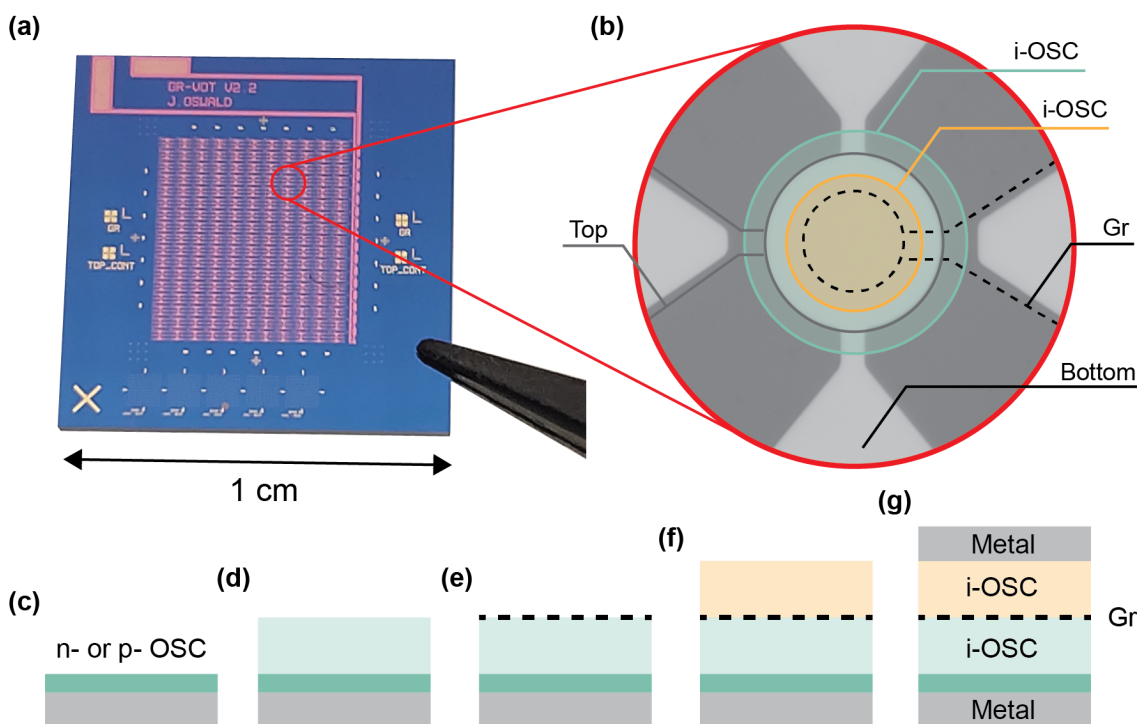 (a)
(b)
GR-VOT V2.2
J.OSWALD
GR
TOP_CONT
GR
TOP_CONT
1 cm
i-OSC
i-OSC
Top
Gr
Bottom
(c)
n- or p- OSC
(d)
(e)
(f)
i-OSC
(g)
Metal
i-OSC
Gr
i-OSC
Metal